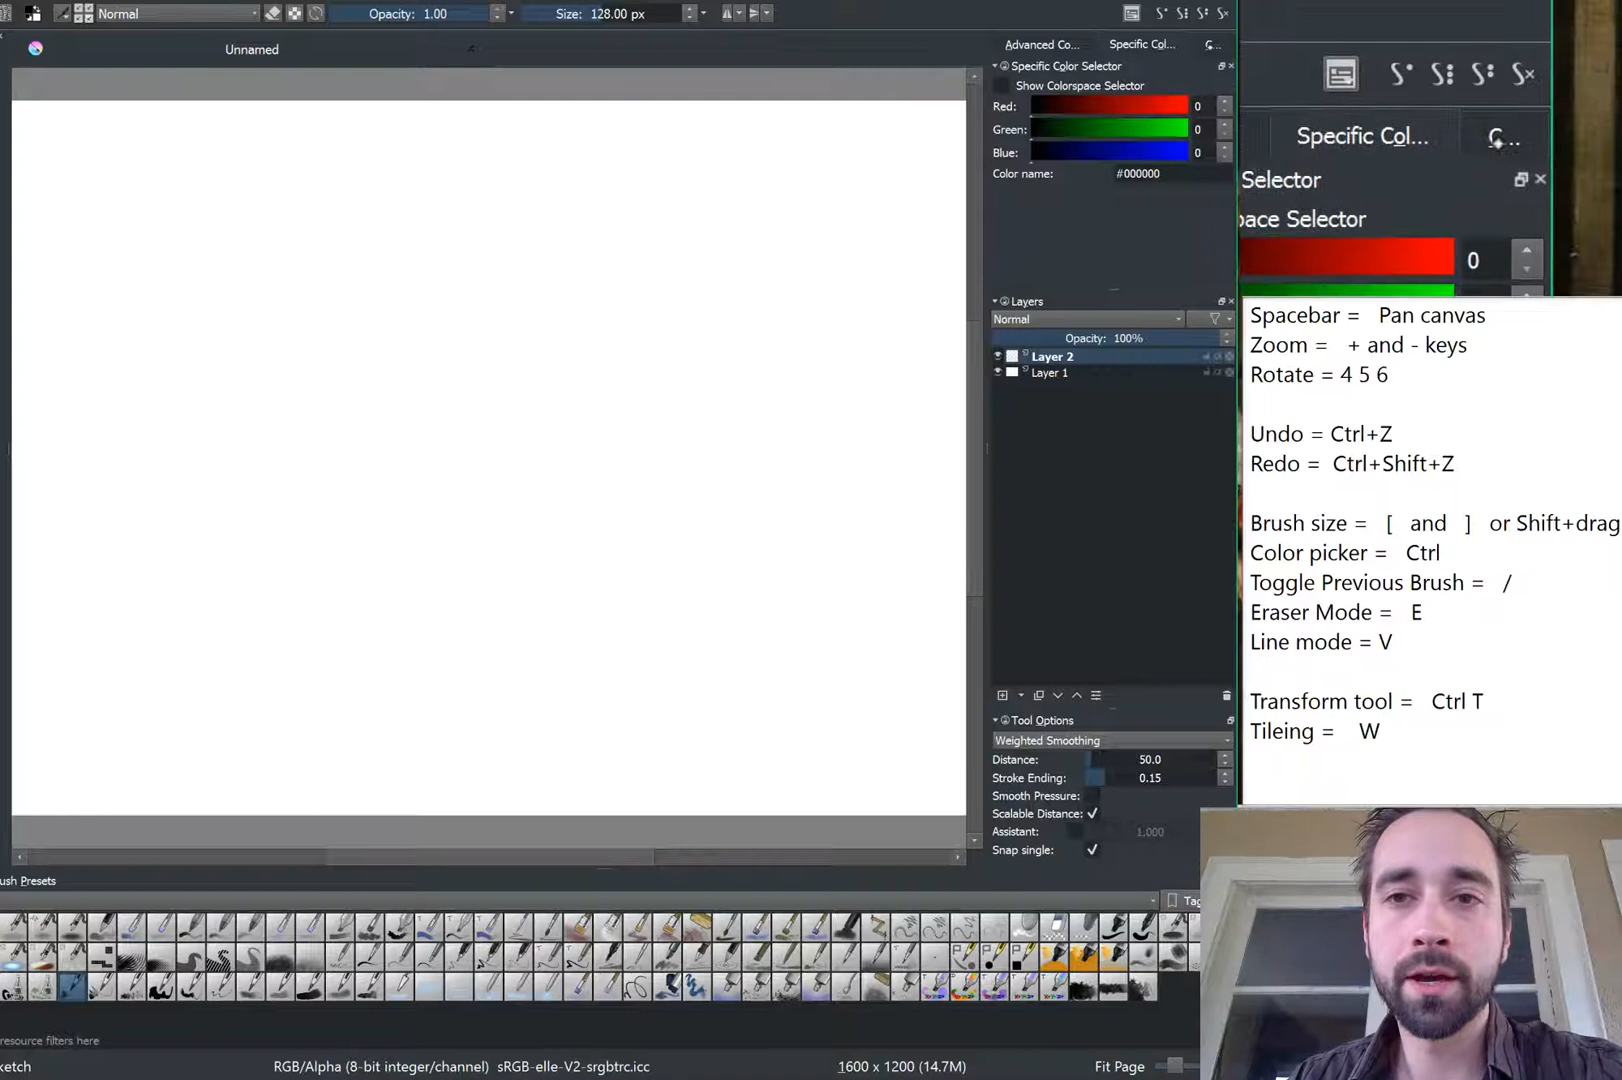 Normal
Opacity: 1.00
Size: 128.00 px
Unnamed
Advanced Co...
Specific Col...
C...
Specific Color Selector
Show Colorspace Selector
Red: 0
Green: 0
Blue: 0
Color name: #000000
Layers
Normal
Opacity: 100%
Layer 2
Layer 1
Tool Options
Weighted Smoothing
Distance: 50.0
Stroke Ending: 0.15
Smooth Pressure:
Scalable Distance:
Assistant: 1,000
Snap single:
ush Presets
Tag
resource filters here
ketch
RGB/Alpha (8-bit integer/channel) sRGB-elle-V2-srgbtrc.icc
1600 x 1200 (14.7M)
Fit Page
Specific Col...
C...
Selector
pace Selector
0
Spacebar = Pan canvas
Zoom = + and - keys
Rotate = 4 5 6
Undo = Ctrl+Z
Redo = Ctrl+Shift+Z
Brush size = [ and ] or Shift+drag
Color picker = Ctrl
Toggle Previous Brush = /
Eraser Mode = E
Line mode = V
Transform tool = Ctrl T
Tileing = W